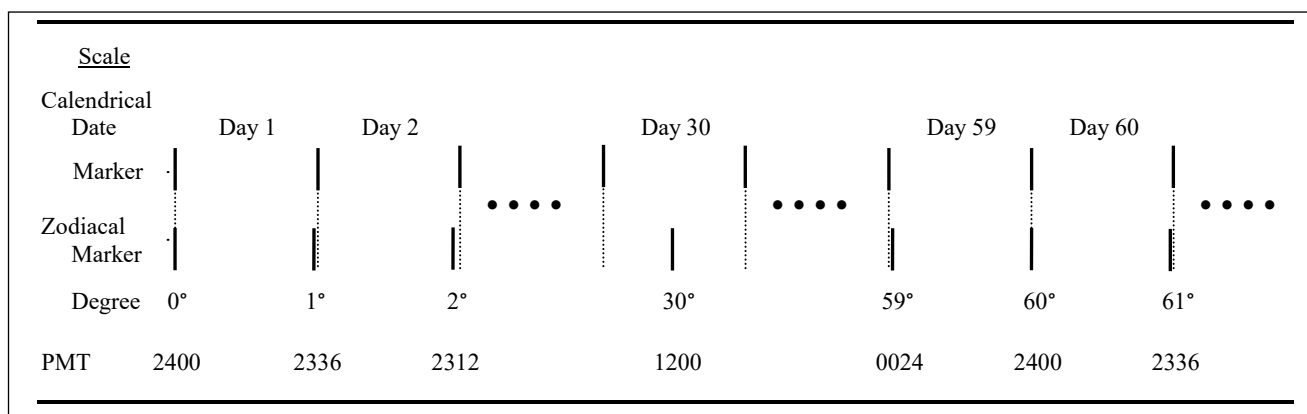 Scale
Calendrical
Date Day 1 Day 2 Day 30 Day 59 Day 60
Marker
Zodiacal
Marker
Degree 0° 1° 2° 30° 59° 60° 61°
PMT 2400 2336 2312 1200 0024 2400 2336